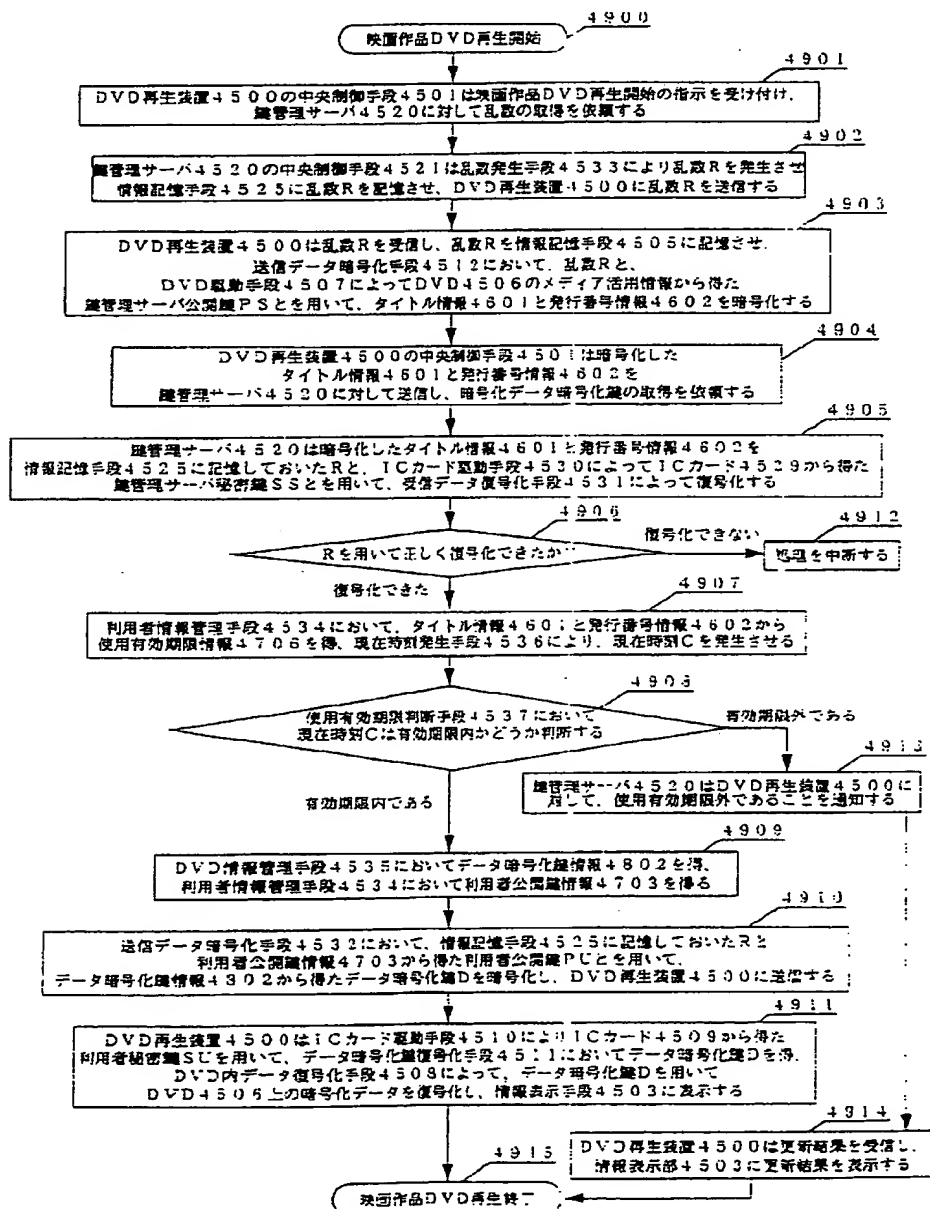 4900
映画作品DVD再生開始
4901
DVD再生装置4500の中央制御手段4501は映画作品DVD再生開始の指示を受け付け、
鍵管理サーバ4520に対して乱数の取得を依頼する
4902
鍵管理サーバ4520の中央制御手段4521は乱数発生手段4533により乱数Rを発生させ
情報記憶手段4525に乱数Rを記憶させ、DVD再生装置4500に乱数Rを送信する
4903
DVD再生装置4500は乱数Rを受信し、乱数Rを情報記憶手段4505に記憶させ、
送信データ暗号化手段4512において、乱数Rと、
DVD駆動手段4507によってDVD4506のメディア活用情報から得た
鍵管理サーバ公開鍵PSとを用いて、タイトル情報4601と発行番号情報4602を暗号化する
4904
DVD再生装置4500の中央制御手段4501は暗号化した
タイトル情報4601と発行番号情報4602を
鍵管理サーバ4520に対して送信し、暗号化データ暗号化鍵の取得を依頼する
4905
鍵管理サーバ4520は暗号化したタイトル情報4601と発行番号情報4602を
情報記憶手段4525に記憶しておいたRと、ICカード駆動手段4530によってICカード4529から得た
鍵管理サーバ秘密鍵SSとを用いて、受信データ復号化手段4531によって復号化する
4906
Rを用いて正しく復号化できたか
復号化できない
4912
処理を中断する
復号化できた
4907
利用者情報管理手段4534において、タイトル情報4601と発行番号情報4602から
使用有効期限情報4706を得、現在時刻発生手段4536により、現在時刻Cを発生させる
4908
使用有効期限判断手段4537において
現在時刻Cは有効期限内かどうか判断する
有効期限外である
4913
鍵管理サーバ4520はDVD再生装置4500に
対して、使用有効期限外であることを通知する
有効期限内である
4909
DVD情報管理手段4535においてデータ暗号化鍵情報4802を得、
利用者情報管理手段4534において利用者公開鍵情報4703を得る
4910
送信データ暗号化手段4532において、情報記憶手段4525に記憶しておいたRと
利用者公開鍵情報4703から得た利用者公開鍵PUとを用いて、
データ暗号化鍵情報4802から得たデータ暗号化鍵Dを暗号化し、DVD再生装置4500に送信する
4911
DVD再生装置4500はICカード駆動手段4510によりICカード4509から得た
利用者秘密鍵SUを用いて、データ暗号化鍵復号化手段4511においてデータ暗号化鍵Dを得、
DVD内データ復号化手段4508によって、データ暗号化鍵Dを用いて
DVD4506上の暗号化データを復号化し、情報表示手段4503に表示する
4914
DVD再生装置4500は更新結果を受信し、
情報表示部4503に更新結果を表示する
4915
映画作品DVD再生終了